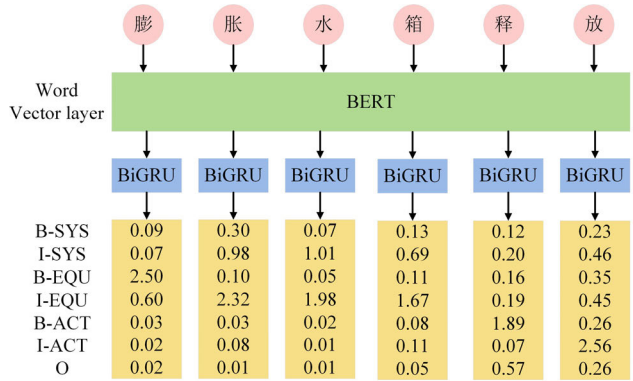 膨 胀 水 箱 释 放
Word
Vector layer
BERT
BiGRU BiGRU BiGRU BiGRU BiGRU BiGRU
B-SYS 0.09 0.30 0.07 0.13 0.12 0.23
I-SYS 0.07 0.98 1.01 0.69 0.20 0.46
B-EQU 2.50 0.10 0.05 0.11 0.16 0.35
I-EQU 0.60 2.32 1.98 1.67 0.19 0.45
B-ACT 0.03 0.03 0.02 0.08 1.89 0.26
I-ACT 0.02 0.08 0.01 0.11 0.07 2.56
O 0.02 0.01 0.01 0.05 0.57 0.26